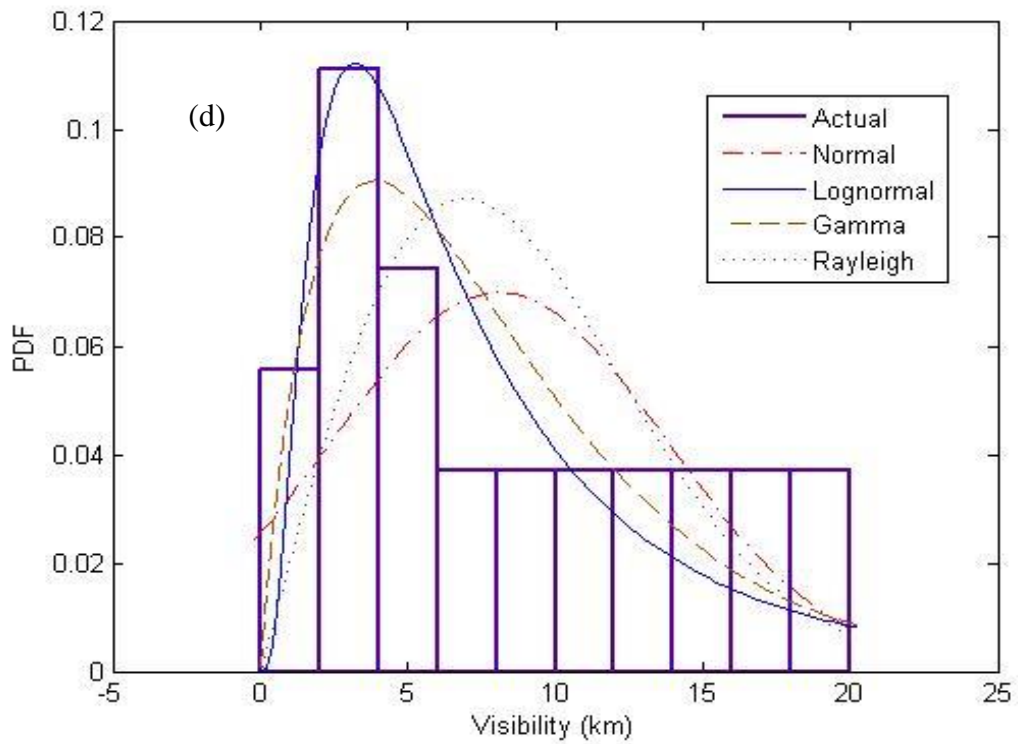 0.12
0.1
0.08
0.06
0.04
0.02
0
PDF
(d)
Actual
Normal
Lognormal
Gamma
Rayleigh
-5
0
5
10
15
20
25
Visibility (km)